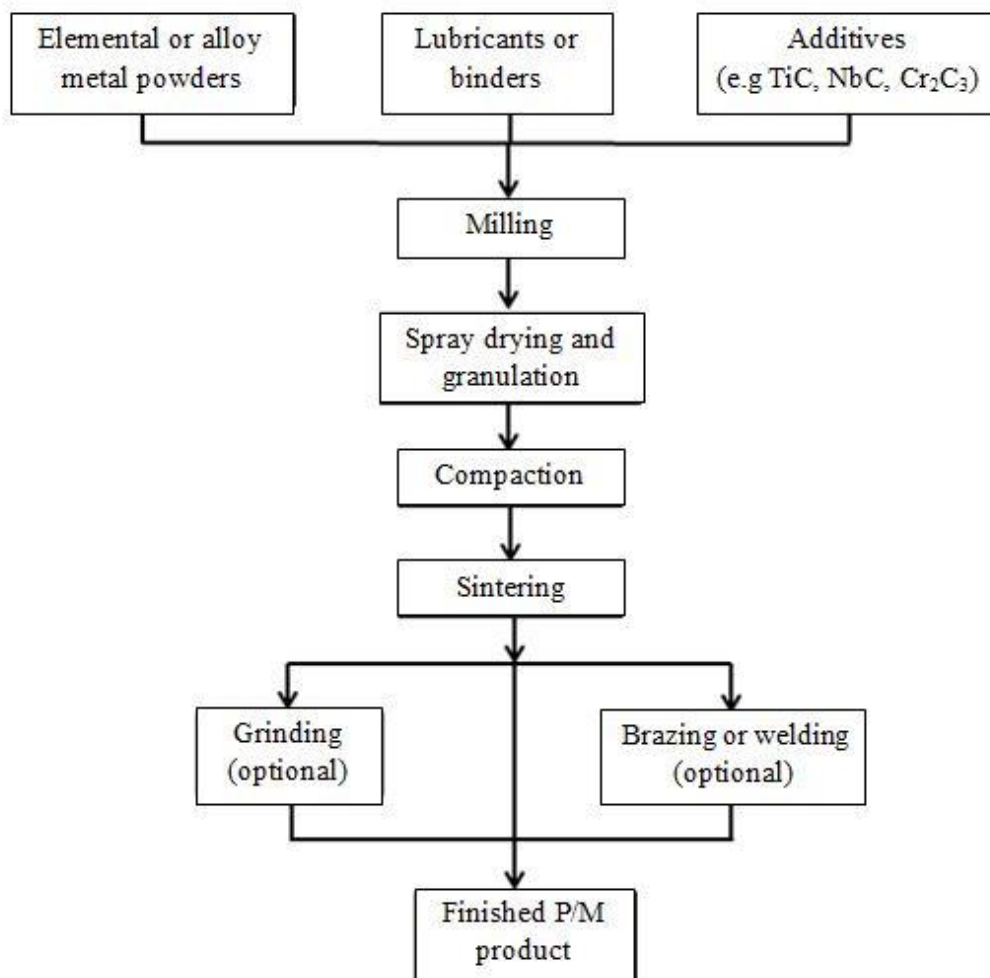 Elemental or alloy
metal powders
Lubricants or
binders
Additives
(e.g TiC, NbC, Cr₂C₃)
Milling
Spray drying and
granulation
Compaction
Sintering
Grinding
(optional)
Brazing or welding
(optional)
Finished P/M
product